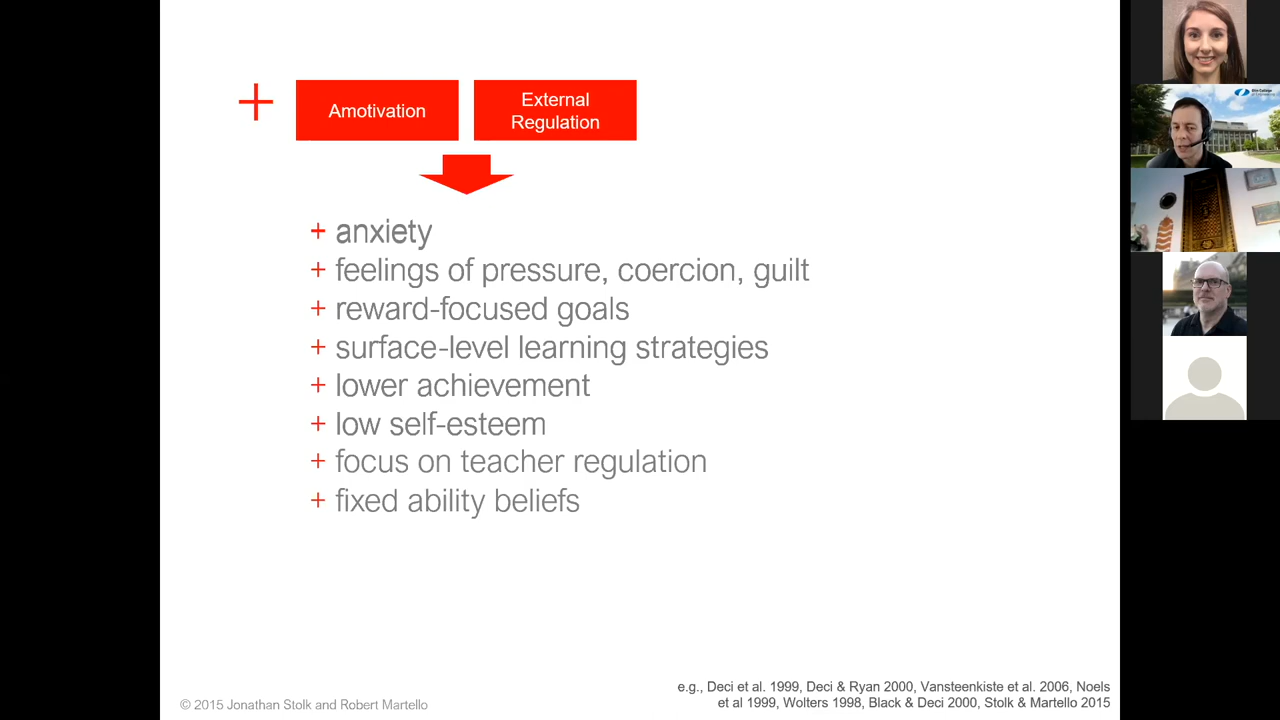 + Amotivation
External
Regulation
+ anxiety
+ feelings of pressure, coercion, guilt
+ reward-focused goals
+ surface-level learning strategies
+ lower achievement
+ low self-esteem
+ focus on teacher regulation
+ fixed ability beliefs
e.g., Deci et al. 1999, Deci & Ryan 2000, Vansteenkiste et al. 2006, Noels
et al 1999, Wolters 1998, Black & Deci 2000, Stolk & Martello 2015
© 2015 Jonathan Stolk and Robert Martello